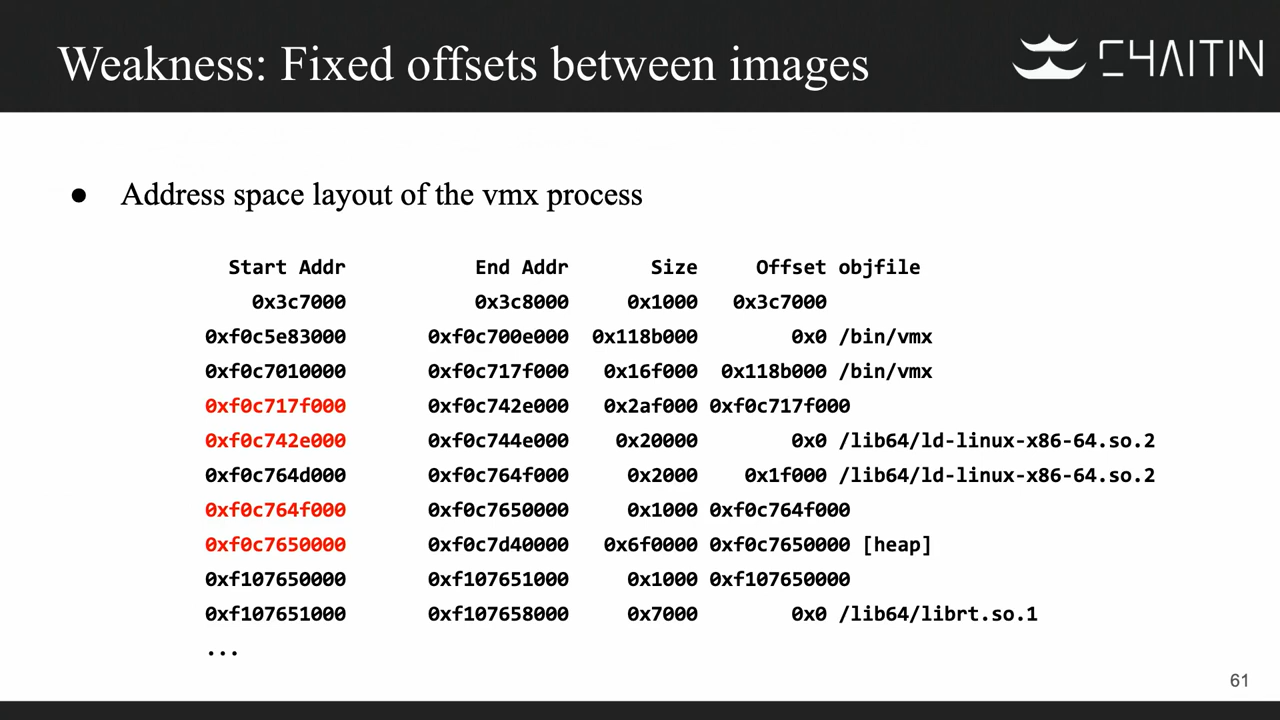 Weakness: Fixed offsets between images
CHAITIN
● Address space layout of the vmx process
Start Addr End Addr Size Offset objfile
0x3c7000 0x3c8000 0x1000 0x3c7000
0xf0c5e83000 0xf0c700e000 0x118b000 0x0 /bin/vmx
0xf0c7010000 0xf0c717f000 0x16f000 0x118b000 /bin/vmx
0xf0c717f000 0xf0c742e000 0x2af000 0xf0c717f000
0xf0c742e000 0xf0c744e000 0x20000 0x0 /lib64/ld-linux-x86-64.so.2
0xf0c764d000 0xf0c764f000 0x2000 0x1f000 /lib64/ld-linux-x86-64.so.2
0xf0c764f000 0xf0c7650000 0x1000 0xf0c764f000
0xf0c7650000 0xf0c7d40000 0x6f0000 0xf0c7650000 [heap]
0xf107650000 0xf107651000 0x1000 0xf107650000
0xf107651000 0xf107658000 0x7000 0x0 /lib64/librt.so.1
...
61